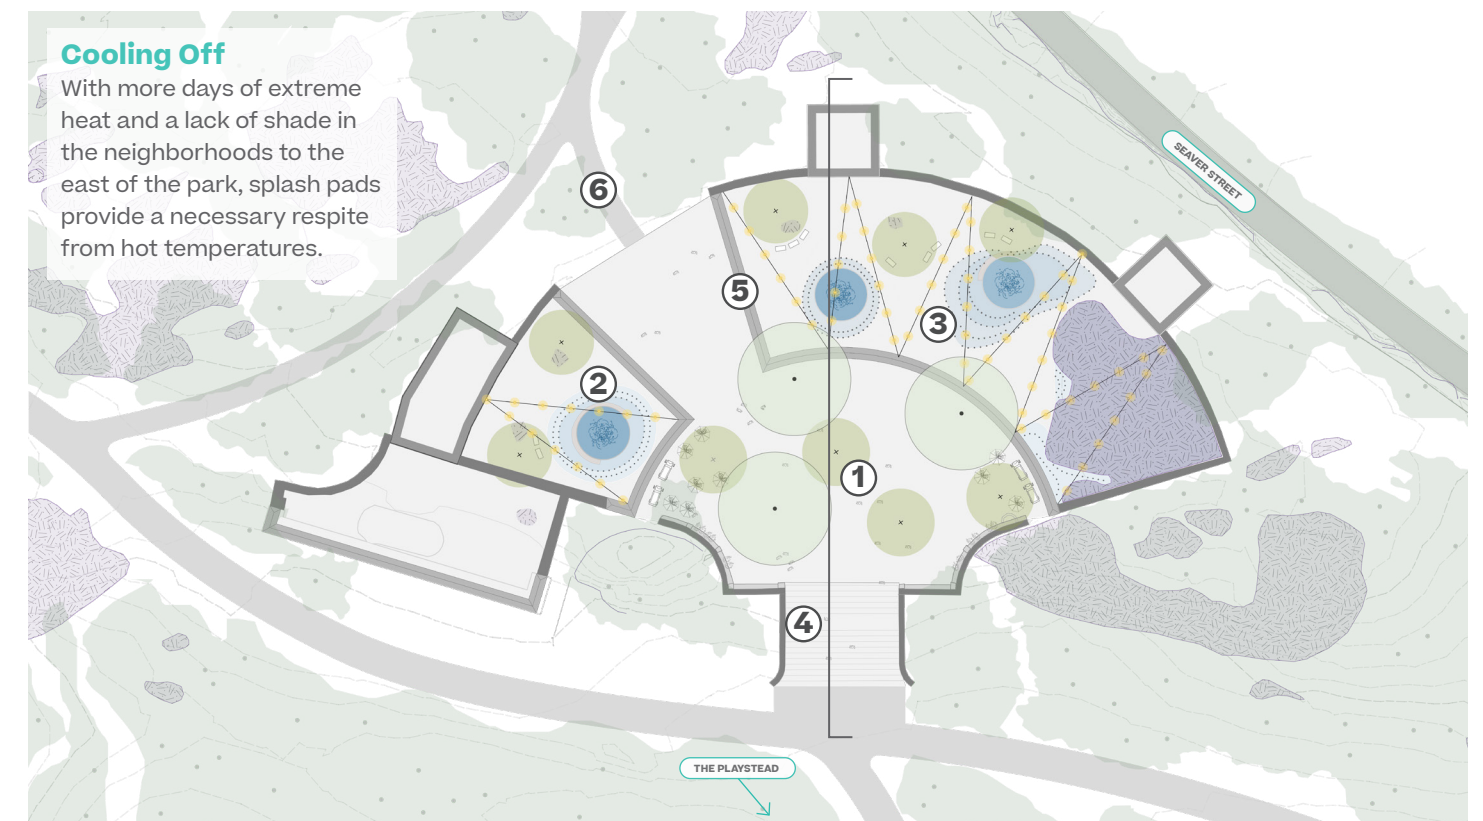 Cooling Off
With more days of extreme
heat and a lack of shade in
the neighborhoods to the
east of the park, splash pads
provide a necessary respite
from hot temperatures.
SEAVER STREET
6
5
3
2
1
4
THE PLAYSTEAD